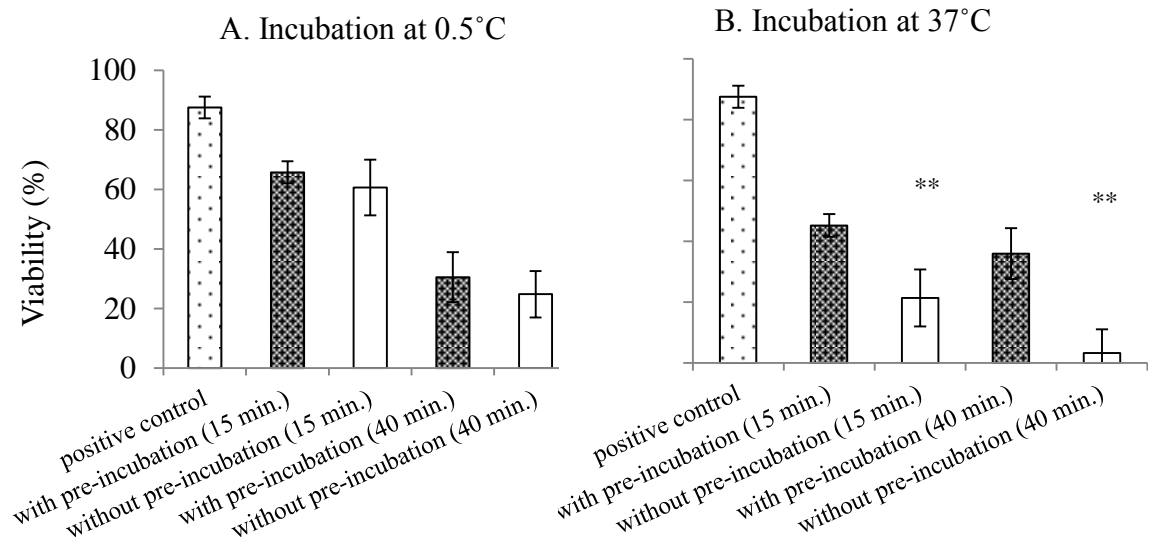 A. Incubation at 0.5˚C
Viability (%)
100
80
60
40
20
0
positive control
with pre-incubation (15 min.)
without pre-incubation (15 min.)
with pre-incubation (40 min.)
without pre-incubation (40 min.)
B. Incubation at 37˚C
**
**
positive control
with pre-incubation (15 min.)
without pre-incubation (15 min.)
with pre-incubation (40 min.)
without pre-incubation (40 min.)